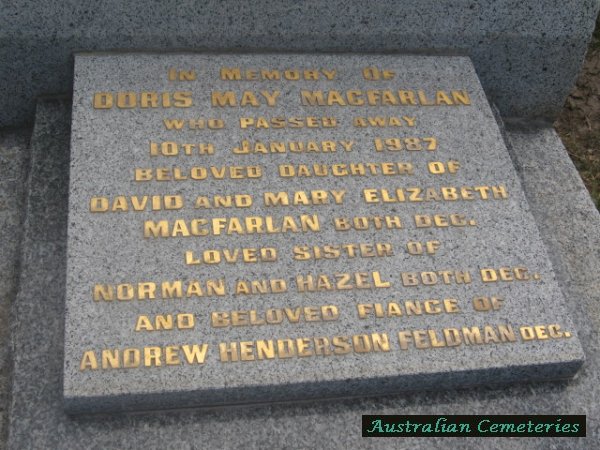 IN MEMORY OF
DORIS MAY MACFARLAN
WHO PASSED AWAY
10TH JANUARY 1987
BELOVED DAUGHTER OF
DAVID AND MARY ELIZABETH
MACFARLAN BOTH DEC.
LOVED SISTER OF
NORMAN AND HAZEL BOTH DEC.
AND BELOVED FIANCE OF
ANDREW HENDERSON FELDMAN DEC.
Australian Cemeteries